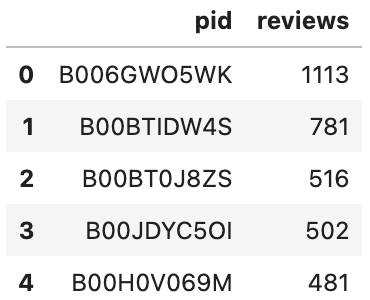 pid reviews
0 B006GWO5WK 1113
1 B00BTIDW4S 781
2 B00BT0J8ZS 516
3 B00JDYC5OI 502
4 B00H0V069M 481